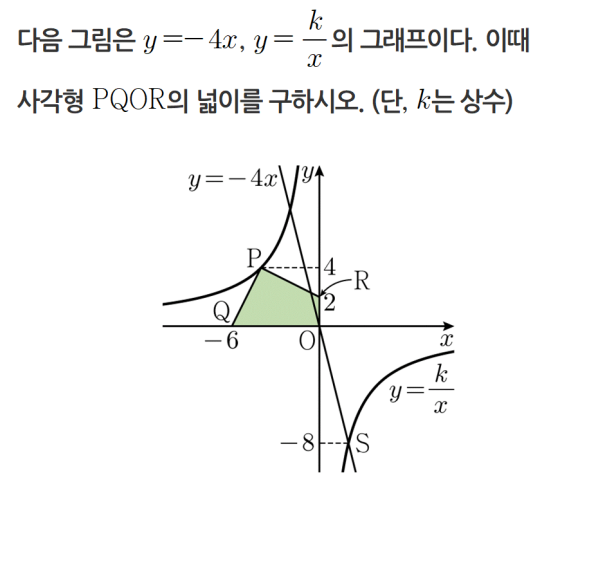 다음 그림은 y=-4x, y=k/x의 그래프이다. 이때
사각형 PQOR의 넓이를 구하시오. (단, k는 상수)
y=-4x
y
P
4
R
Q
2
-6
O
x
y=k/x
-8
S